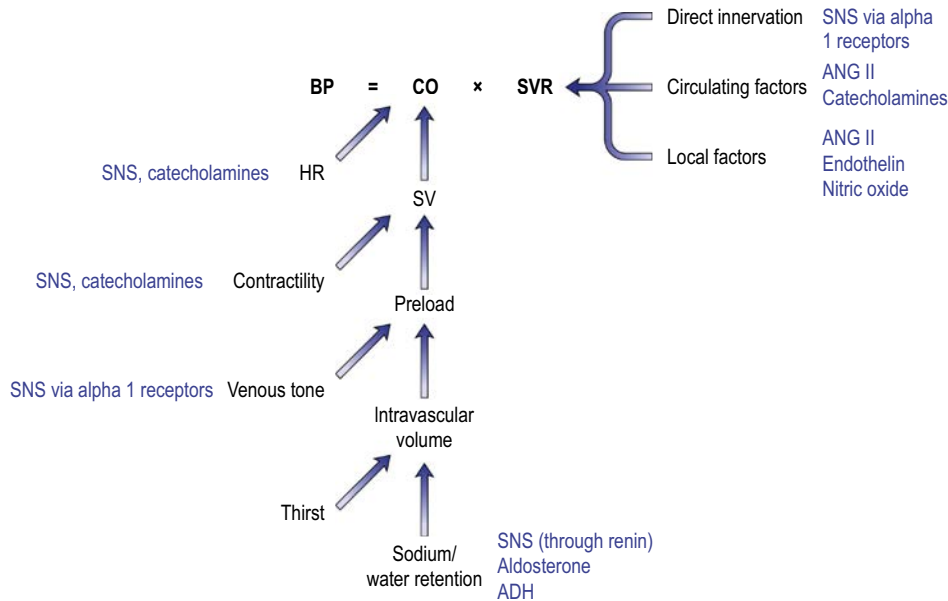 Direct innervation SNS via alpha
1 receptors
BP = CO × SVR Circulating factors ANG II
Catecholamines
Local factors ANG II
Endothelin
Nitric oxide
SNS, catecholamines HR
SV
SNS, catecholamines Contractility
Preload
SNS via alpha 1 receptors Venous tone
Intravascular
volume
Thirst
Sodium/
water retention
SNS (through renin)
Aldosterone
ADH